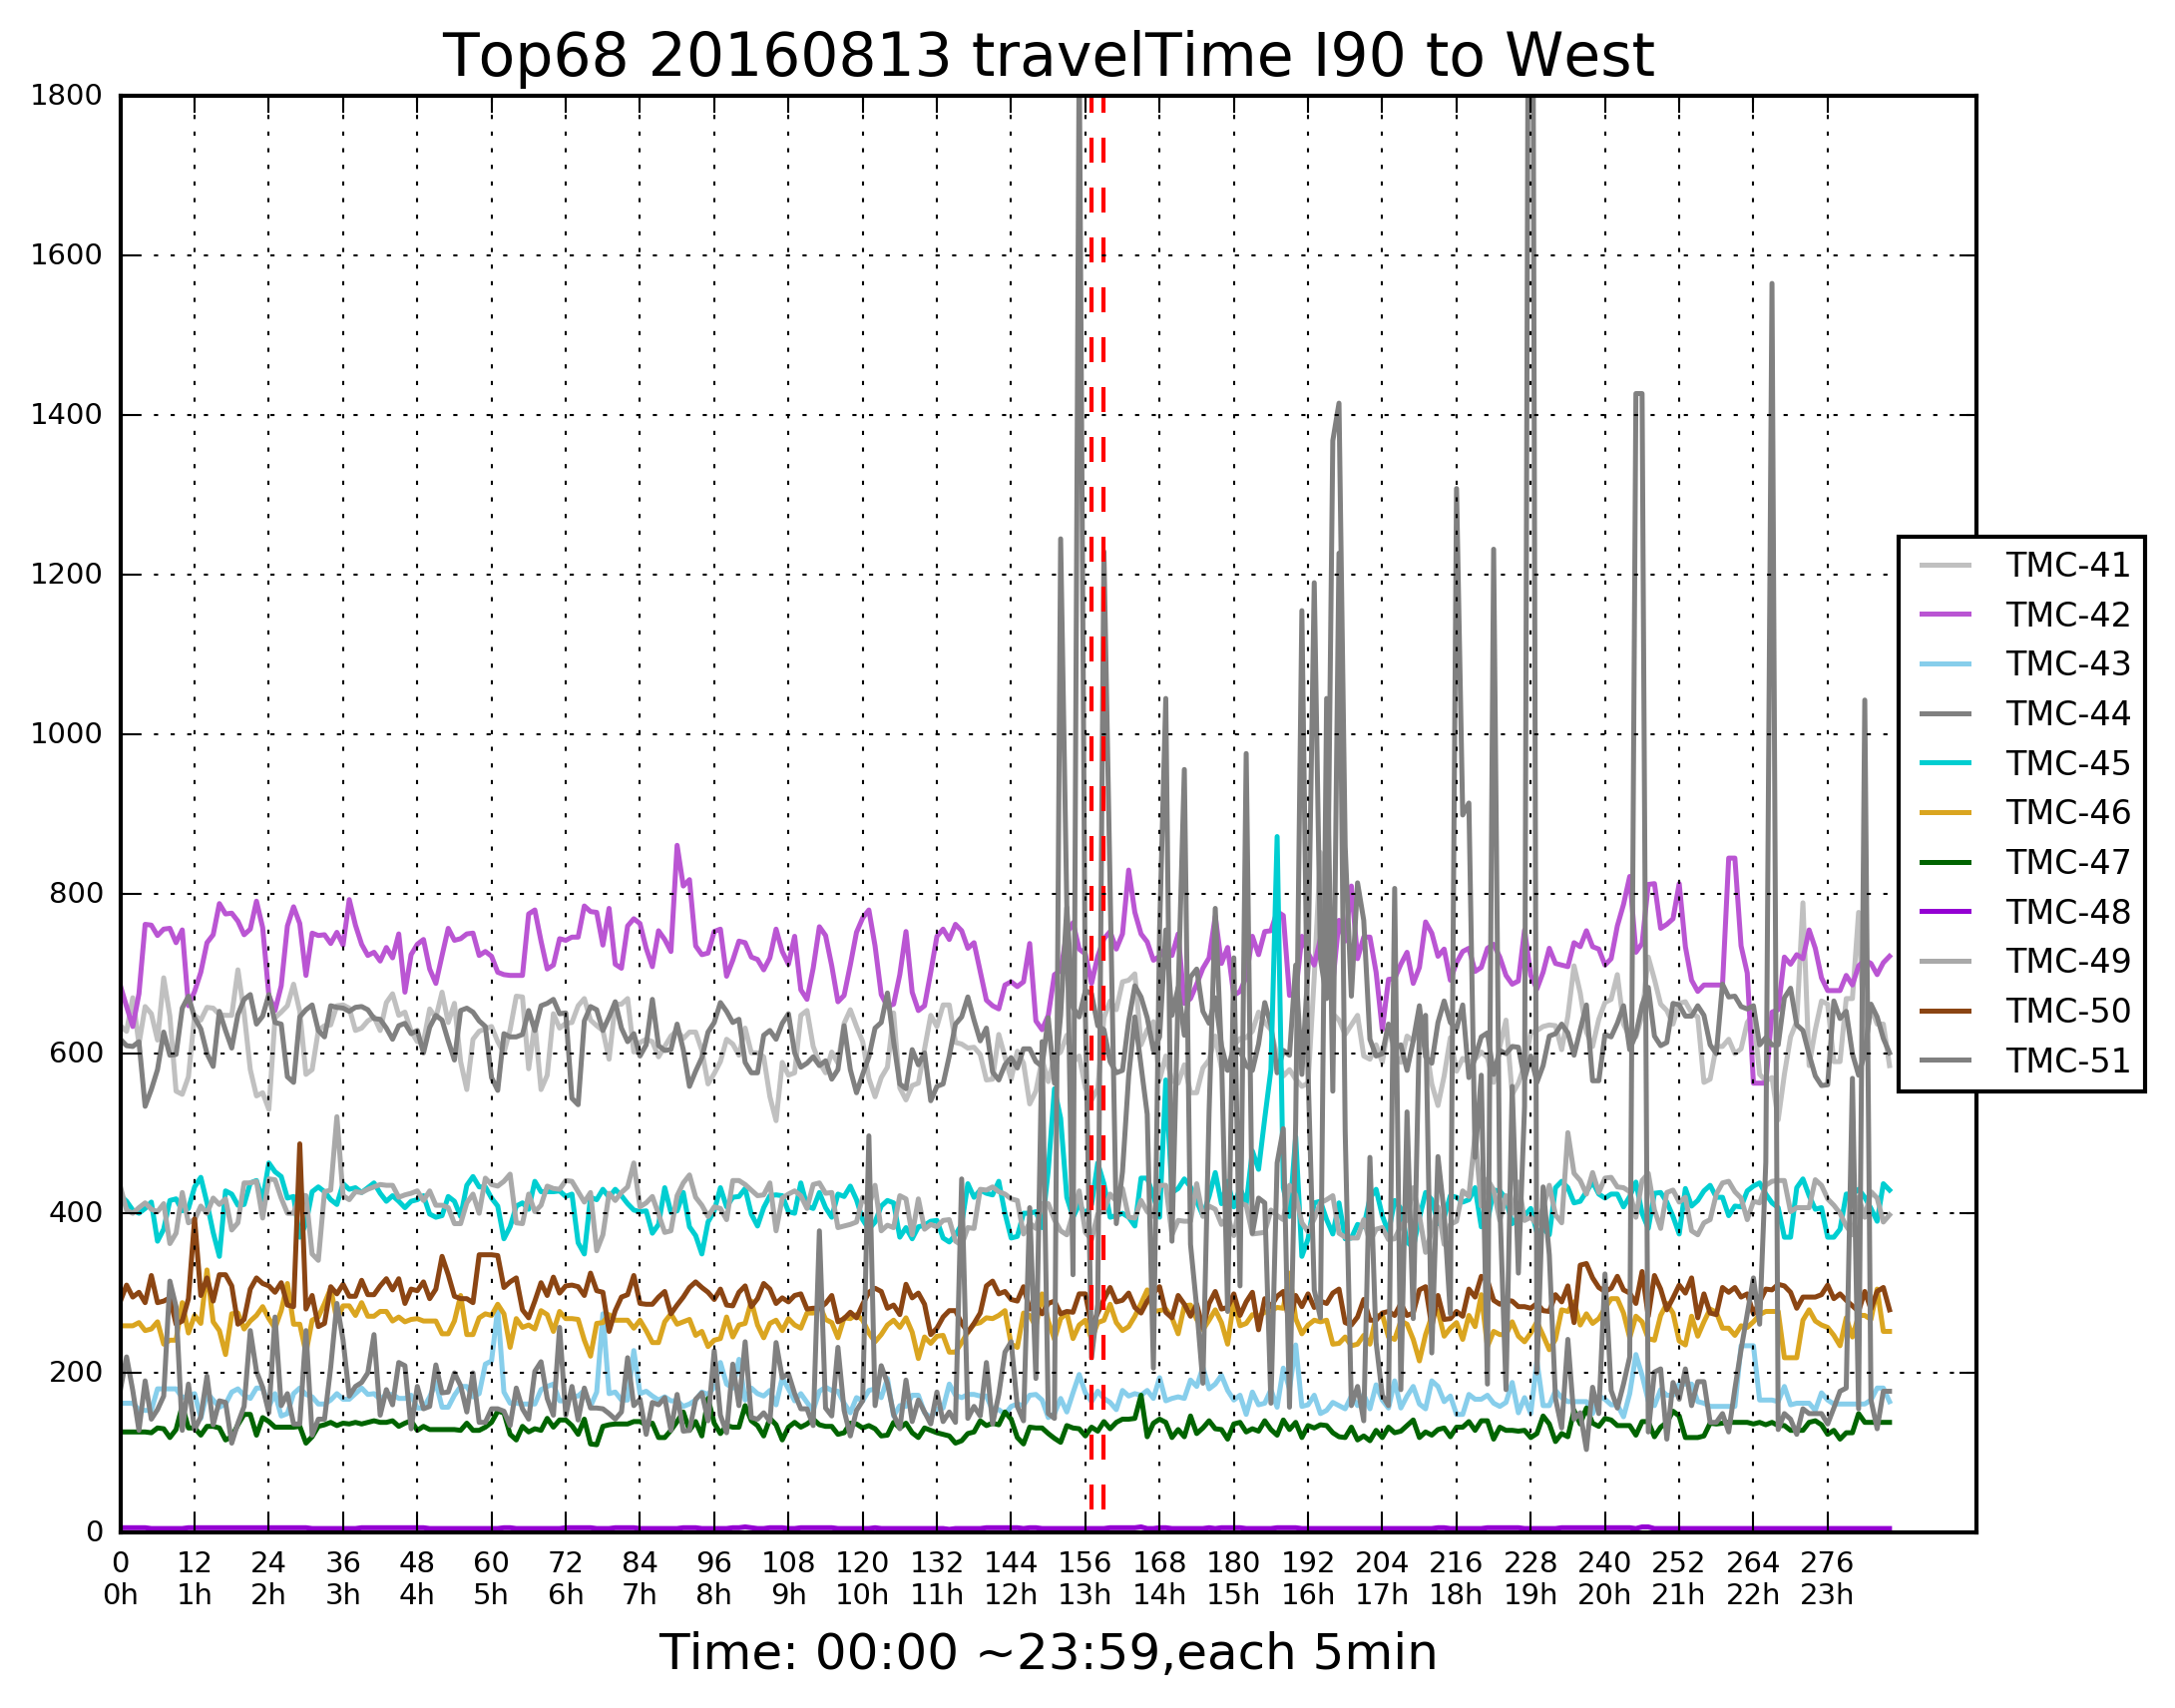 Top68 20160813 travelTime I90 to West
1800
1600
1400
1200
1000
800
600
400
200
0
TMC-41
TMC-42
TMC-43
TMC-44
TMC-45
TMC-46
TMC-47
TMC-48
TMC-49
TMC-50
TMC-51
0 12 24 36 48 60 72 84 96 108 120 132 144 156 168 180 192 204 216 228 240 252 264 276
0h 1h 2h 3h 4h 5h 6h 7h 8h 9h 10h 11h 12h 13h 14h 15h 16h 17h 18h 19h 20h 21h 22h 23h
Time: 00:00 ~23:59,each 5min